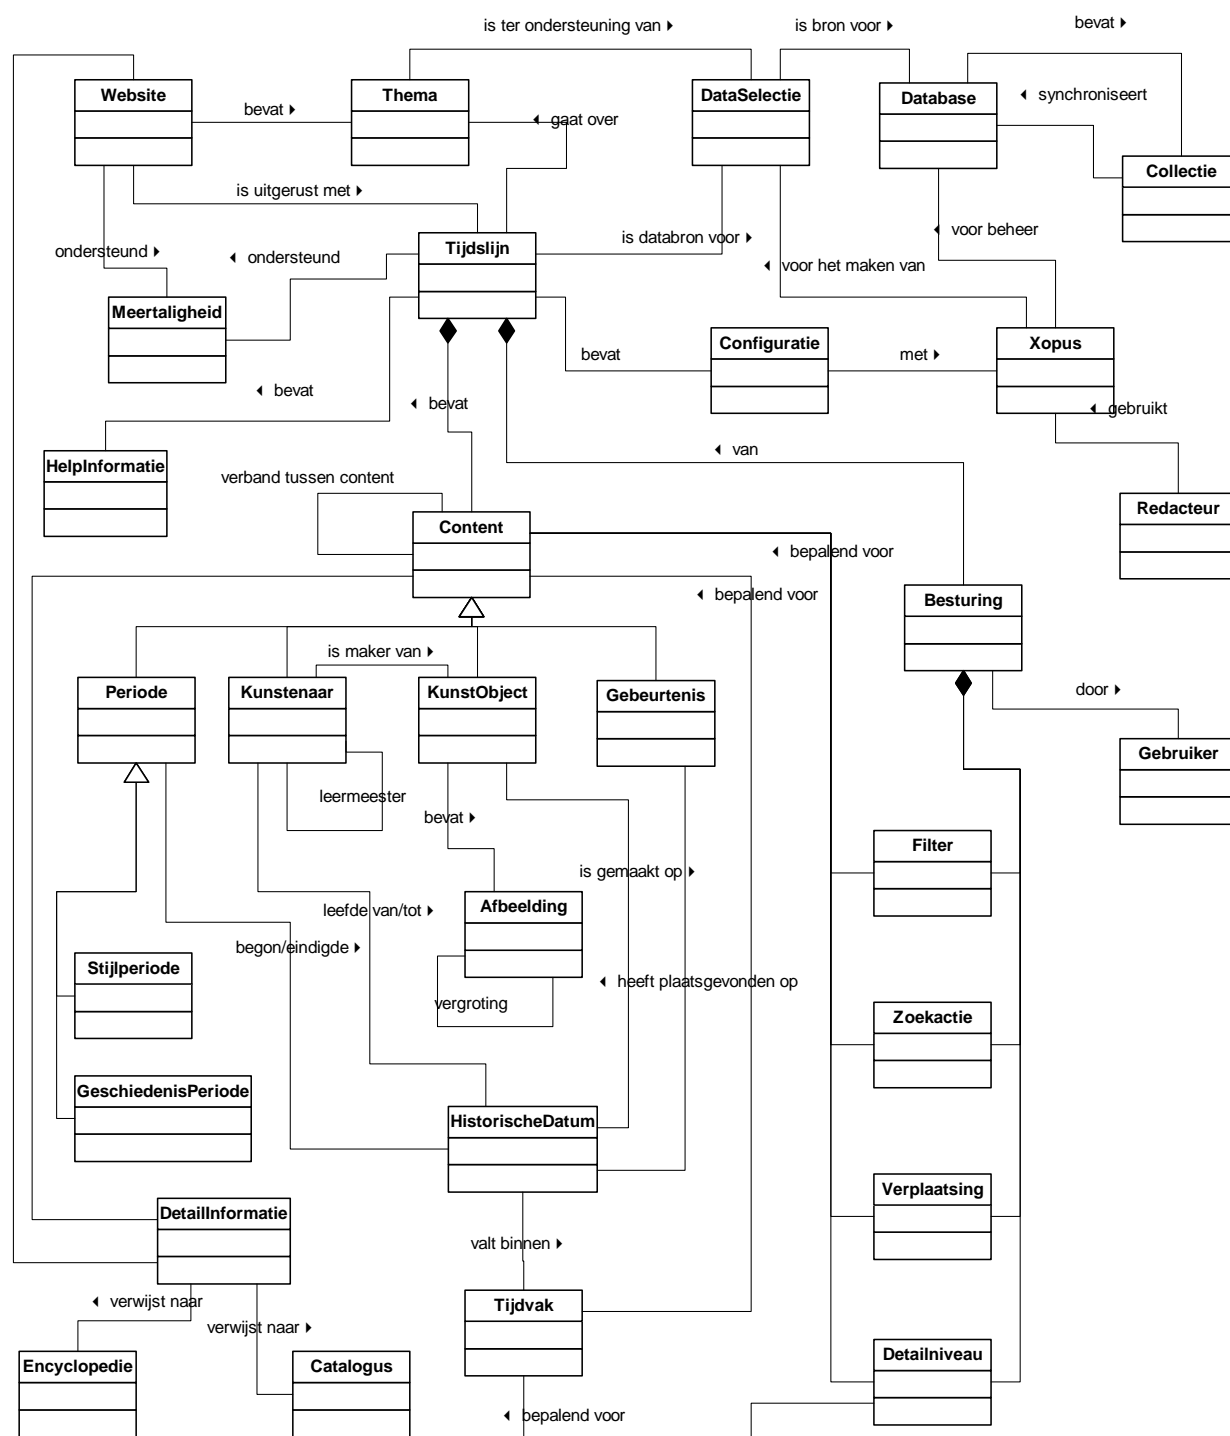 is ter ondersteuning van
is bron voor
bevat
Website
Thema
DataSelectie
Database
synchroniseert
bevat
gaat over
Collectie
is uitgerust met
ondersteund
ondersteund
Tijdslijn
is databron voor
voor beheer
voor het maken van
Meertaligheid
bevat
Configuratie
met
Xopus
bevat
bevat
gebruikt
van
HelpInformatie
verband tussen content
Content
Redacteur
bepalend voor
bepalend voor
Besturing
is maker van
Periode
Kunstenaar
KunstObject
Gebeurtenis
door
Gebruiker
leermeester
bevat
Filter
is gemaakt op
leefde van/tot
Afbeelding
begon/eindigde
Stijlperiode
heeft plaatsgevonden op
vergroting
Zoekactie
GeschiedenisPeriode
HistorischeDatum
Verplaatsing
DetailInformatie
valt binnen
verwijst naar
Tijdvak
verwijst naar
Detailniveau
Encyclopedie
Catalogus
bepalend voor